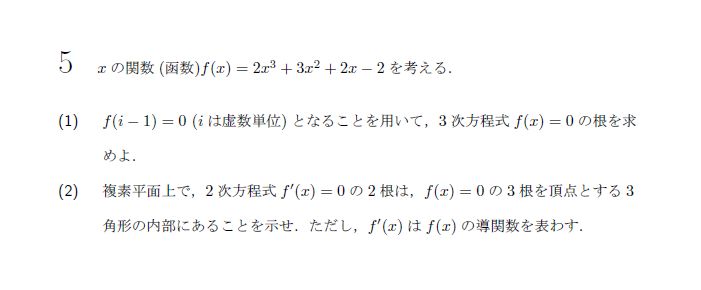 5 x の関数 (函数)f(x) = 2x³ + 3x² + 2x − 2 を考える.
(1) f(i − 1) = 0 (i は虚数単位) となることを用いて，3 次方程式 f(x) = 0 の根を求
めよ.
(2) 複素平面上で，2 次方程式 f′(x) = 0 の 2 根は，f(x) = 0 の 3 根を頂点とする 3
角形の内部にあることを示せ．ただし，f′(x) は f(x) の導関数を表わす.